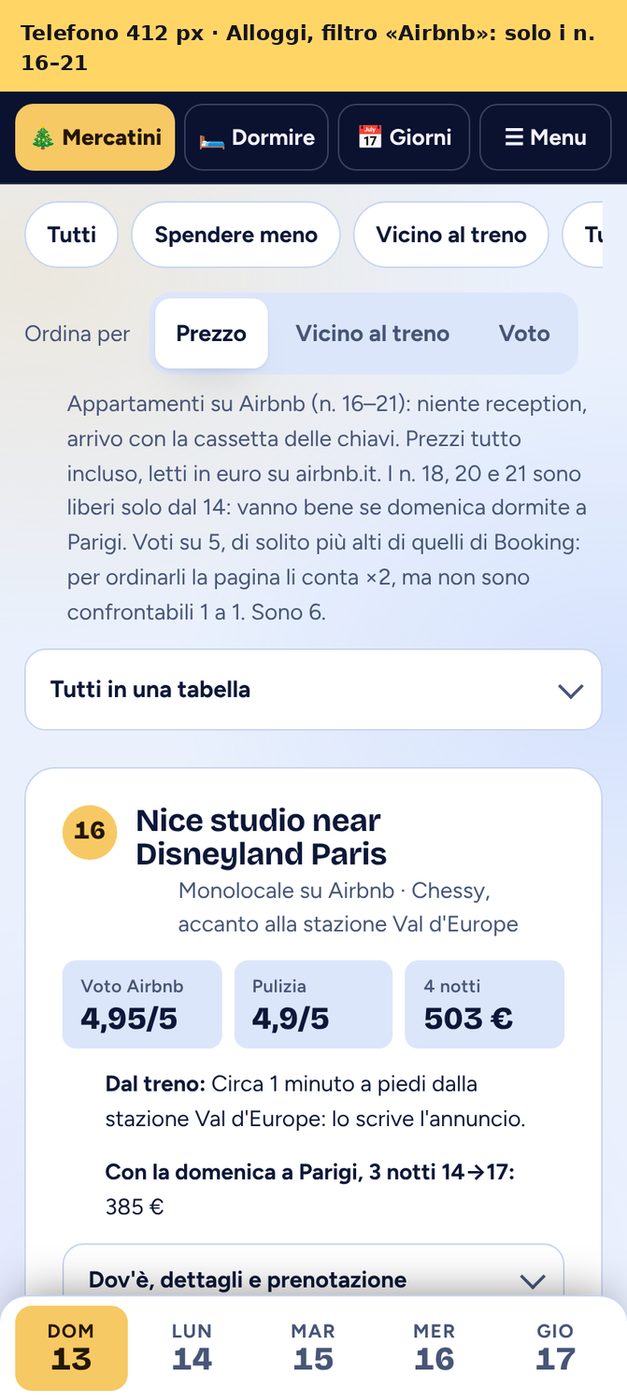 Telefono 412 px · Alloggi, filtro «Airbnb»: solo i n.
16–21
🎄 Mercatini
🛏️ Dormire
📅 Giorni
☰ Menu
Tutti
Spendere meno
Vicino al treno
Ordina per
Prezzo
Vicino al treno
Voto
Appartamenti su Airbnb (n. 16–21): niente reception,
arrivo con la cassetta delle chiavi. Prezzi tutto
incluso, letti in euro su airbnb.it. I n. 18, 20 e 21 sono
liberi solo dal 14: vanno bene se domenica dormite a
Parigi. Voti su 5, di solito più alti di quelli di Booking:
per ordinarli la pagina li conta ×2, ma non sono
confrontabili 1 a 1. Sono 6.
Tutti in una tabella
16
Nice studio near
Disneyland Paris
Monolocale su Airbnb · Chessy,
accanto alla stazione Val d'Europe
Voto Airbnb
4,95/5
Pulizia
4,9/5
4 notti
503 €
Dal treno: Circa 1 minuto a piedi dalla
stazione Val d'Europe: lo scrive l'annuncio.
Con la domenica a Parigi, 3 notti 14→17:
385 €
Dov'è, dettagli e prenotazione
DOM
13
LUN
14
MAR
15
MER
16
GIO
17